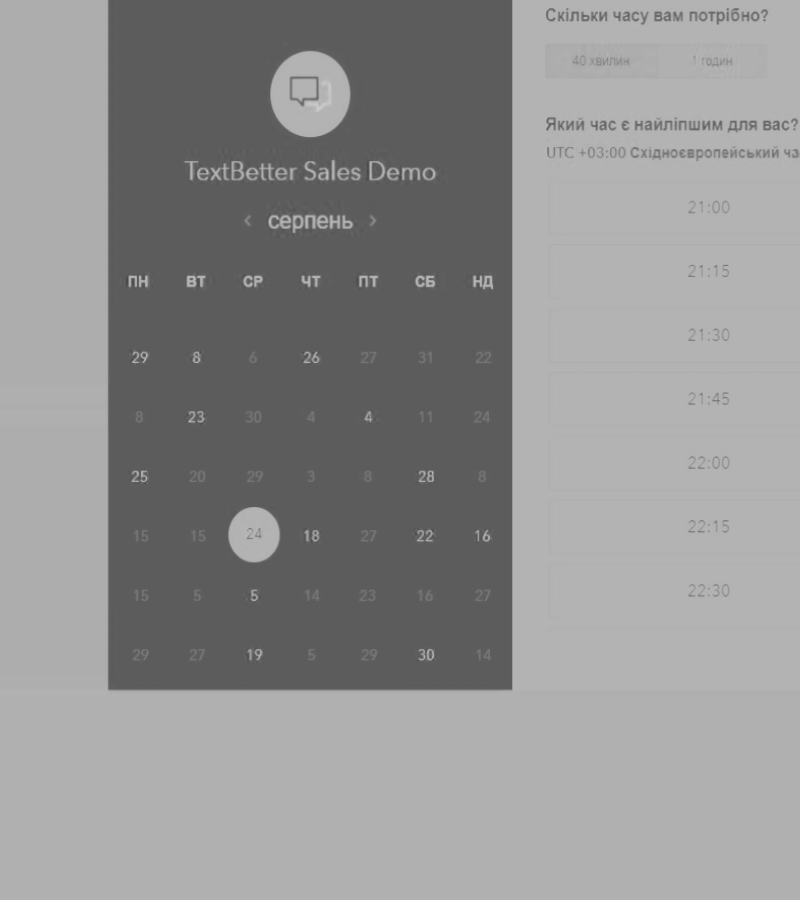 Скільки часу вам потрібно?
40 хвилин 1 годин
Який час є найліпшим для вас?
UTC +03:00 Східноєвропейський ча
TextBetter Sales Demo
‹ серпень ›
ПН ВТ СР ЧТ ПТ СБ НД
29 8 6 26 27 31 22
8 23 30 4 4 11 24
25 20 29 3 8 28 8
15 15 24 18 27 22 16
15 5 5 14 23 16 27
29 27 19 5 29 30 14
21:00
21:15
21:30
21:45
22:00
22:15
22:30